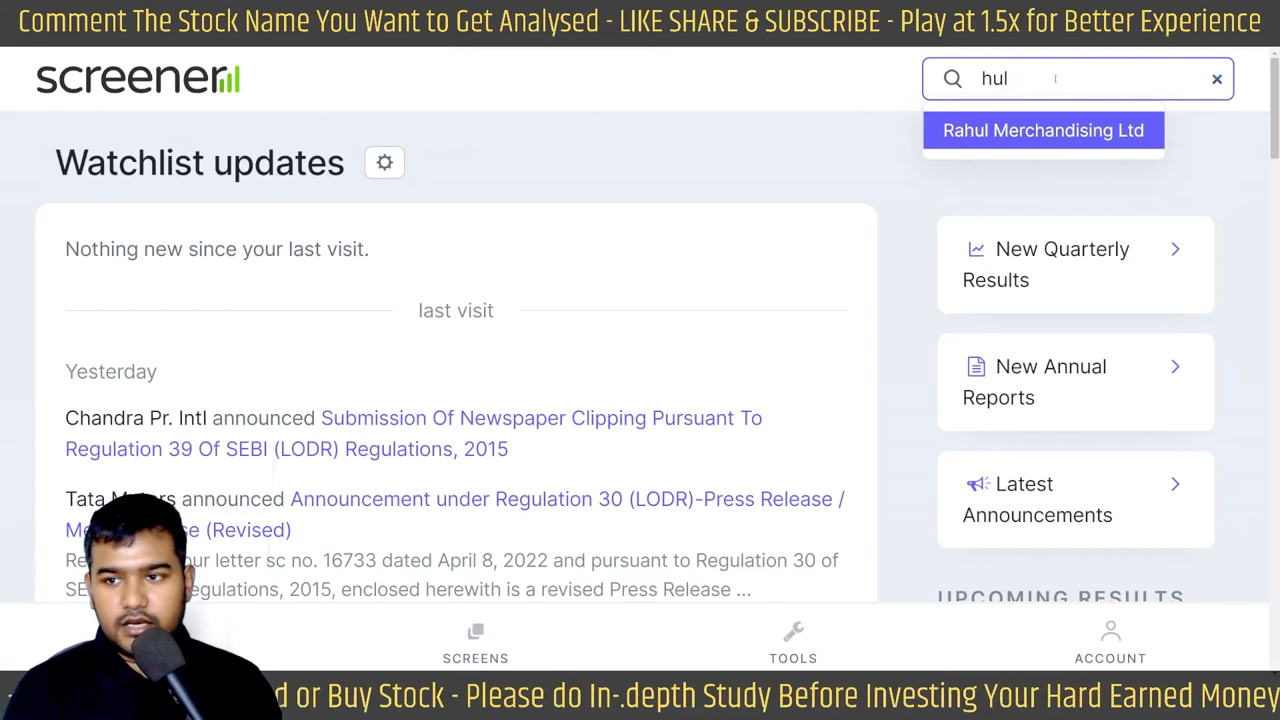 Comment The Stock Name You Want to Get Analysed - LIKE SHARE & SUBSCRIBE - Play at 1.5x for Better Experience
screener
hul
Rahul Merchandising Ltd
Watchlist updates
Nothing new since your last visit.
last visit
Yesterday
Chandra Pr. Intl announced Submission Of Newspaper Clipping Pursuant To
Regulation 39 Of SEBI (LODR) Regulations, 2015
Tata announced Announcement under Regulation 30 (LODR)-Press Release /
(Revised)
our letter sc no. 16733 dated April 8, 2022 and pursuant to Regulation 30 of
egulations, 2015, enclosed herewith is a revised Press Release ...
New Quarterly
Results
New Annual
Reports
Latest
Announcements
UPCOMING RESULTS
SCREENS
TOOLS
ACCOUNT
d or Buy Stock - Please do In-.depth Study Before Investing Your Hard Earned Money